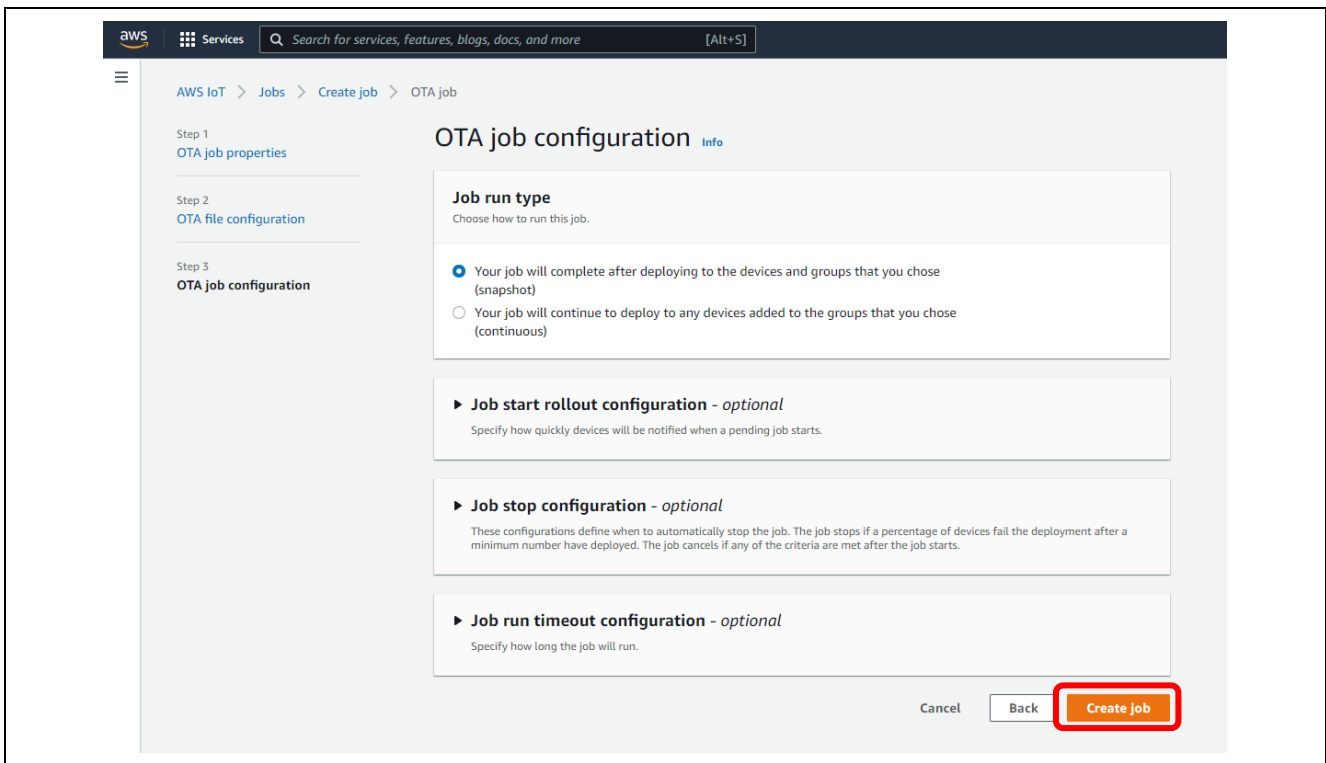 aws
Services
Search for services, features, blogs, docs, and more
[Alt+S]
AWS IoT > Jobs > Create job > OTA job
Step 1
OTA job properties
Step 2
OTA file configuration
Step 3
OTA job configuration
OTA job configuration Info
Job run type
Choose how to run this job.
Your job will complete after deploying to the devices and groups that you chose
(snapshot)
Your job will continue to deploy to any devices added to the groups that you chose
(continuous)
Job start rollout configuration - optional
Specify how quickly devices will be notified when a pending job starts.
Job stop configuration - optional
These configurations define when to automatically stop the job. The job stops if a percentage of devices fail the deployment after a
minimum number have deployed. The job cancels if any of the criteria are met after the job starts.
Job run timeout configuration - optional
Specify how long the job will run.
Cancel
Back
Create job